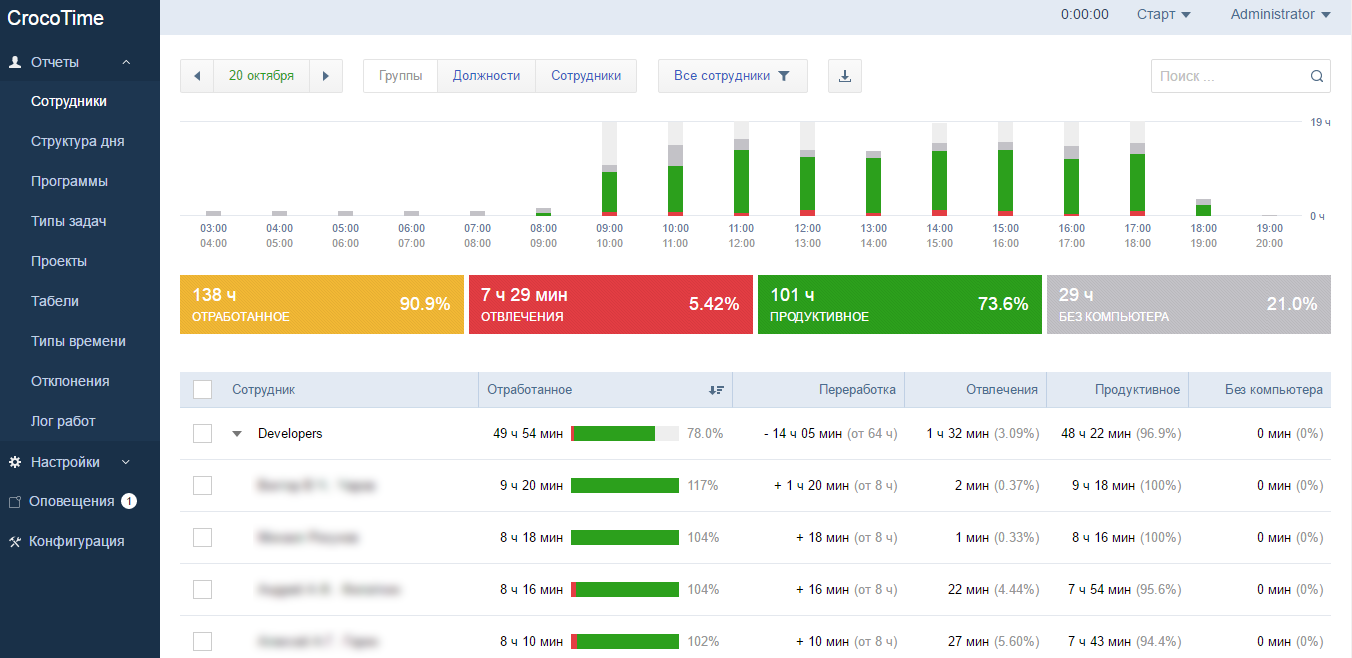 CrocoTime
0:00:00 Старт Administrator
Отчеты
Сотрудники
Структура дня
Программы
Типы задач
Проекты
Табели
Типы времени
Отклонения
Лог работ
Настройки
Оповещения 1
Конфигурация
20 октября Группы Должности Сотрудники Все сотрудники Поиск ...
19 ч
0 ч
03:00 04:00 05:00 06:00 07:00 08:00 09:00 10:00 11:00 12:00 13:00 14:00 15:00 16:00 17:00 18:00 19:00
04:00 05:00 06:00 07:00 08:00 09:00 10:00 11:00 12:00 13:00 14:00 15:00 16:00 17:00 18:00 19:00 20:00
138 ч
ОТРАБОТАННОЕ
90.9%
7 ч 29 мин
ОТВЛЕЧЕНИЯ
5.42%
101 ч
ПРОДУКТИВНОЕ
73.6%
29 ч
БЕЗ КОМПЬЮТЕРА
21.0%
Сотрудник Отработанное Переработка Отвлечения Продуктивное Без компьютера
Developers 49 ч 54 мин 78.0% - 14 ч 05 мин (от 64 ч) 1 ч 32 мин (3.09%) 48 ч 22 мин (96.9%) 0 мин (0%)
9 ч 20 мин 117% + 1 ч 20 мин (от 8 ч) 2 мин (0.37%) 9 ч 18 мин (100%) 0 мин (0%)
8 ч 18 мин 104% + 18 мин (от 8 ч) 1 мин (0.33%) 8 ч 16 мин (100%) 0 мин (0%)
8 ч 16 мин 104% + 16 мин (от 8 ч) 22 мин (4.44%) 7 ч 54 мин (95.6%) 0 мин (0%)
8 ч 10 мин 102% + 10 мин (от 8 ч) 27 мин (5.60%) 7 ч 43 мин (94.4%) 0 мин (0%)